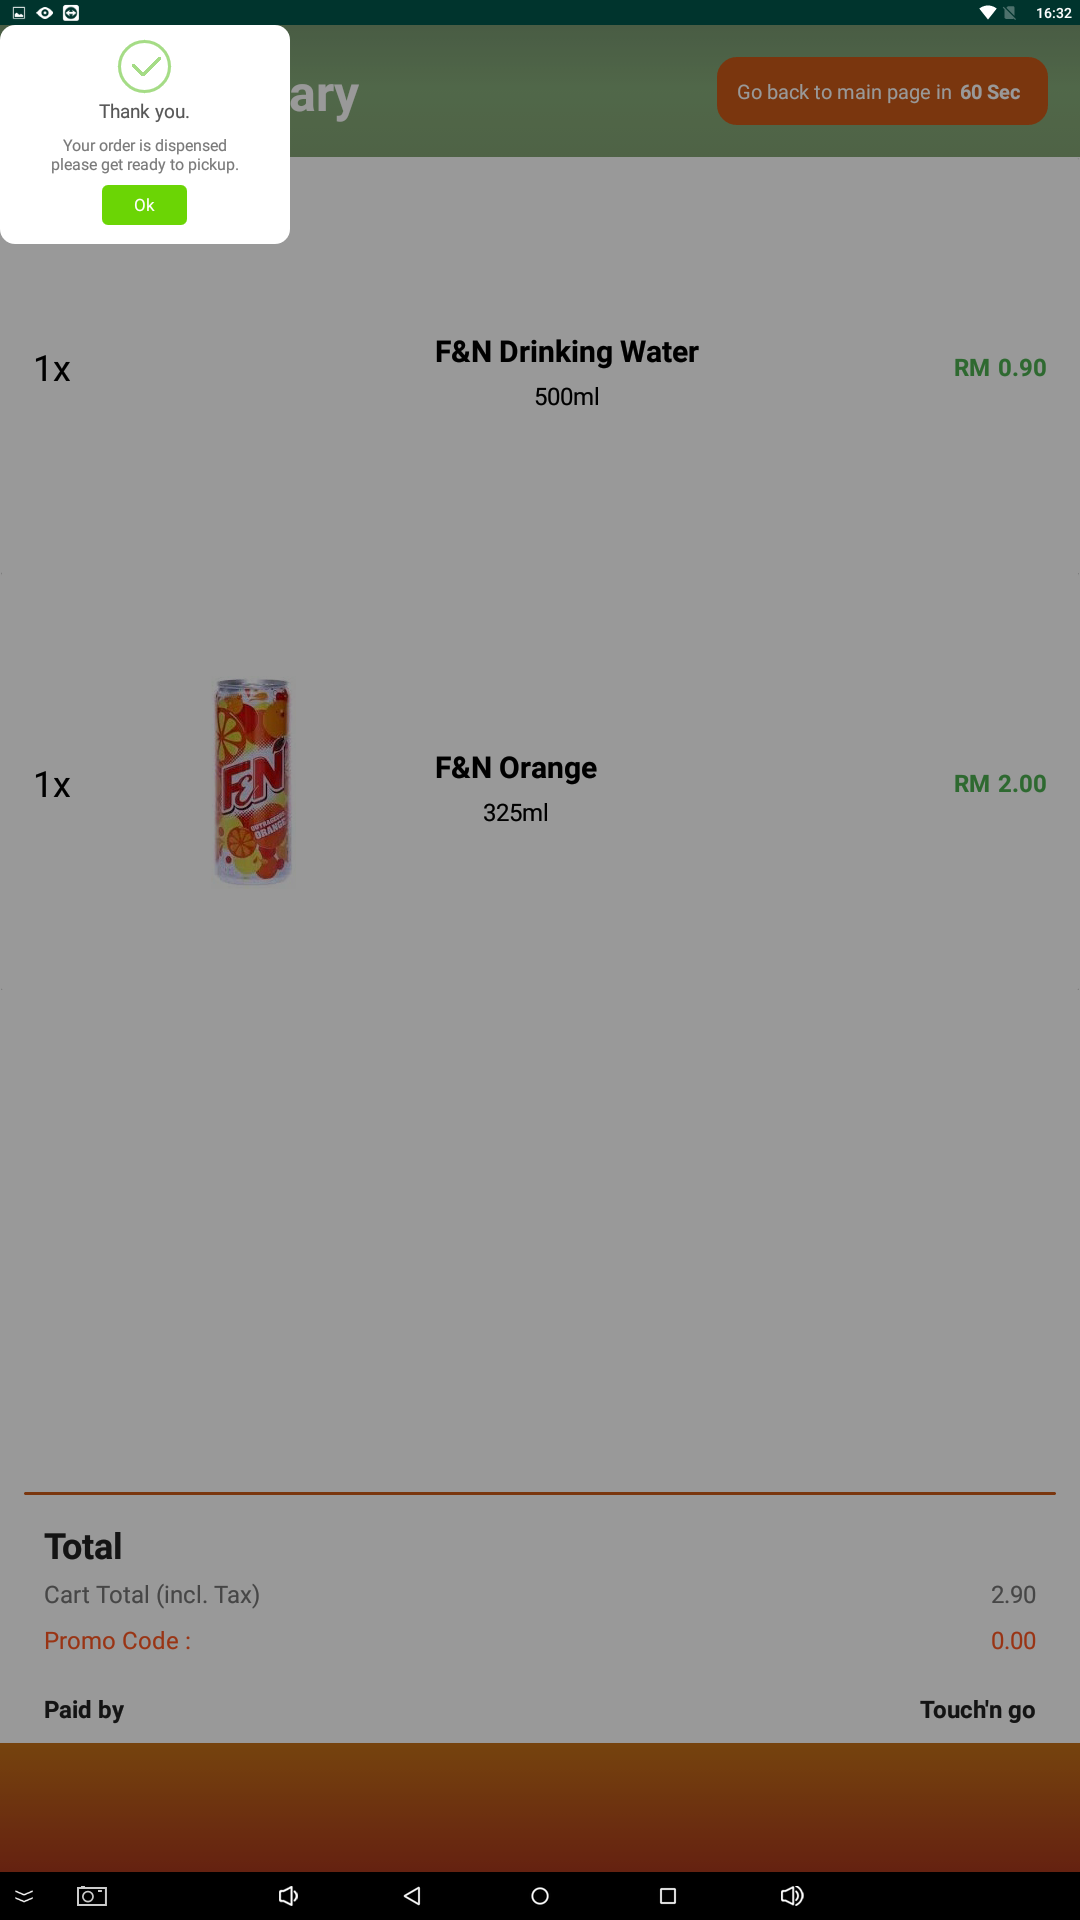 16:32
ary
Go back to main page in 60 Sec
Thank you.
Your order is dispensed
please get ready to pickup.
Ok
1x
F&N Drinking Water
500ml
RM 0.90
1x
F&N
ORANGE
F&N Orange
325ml
RM 2.00
Total
Cart Total (incl. Tax)
2.90
Promo Code :
0.00
Paid by
Touch'n go